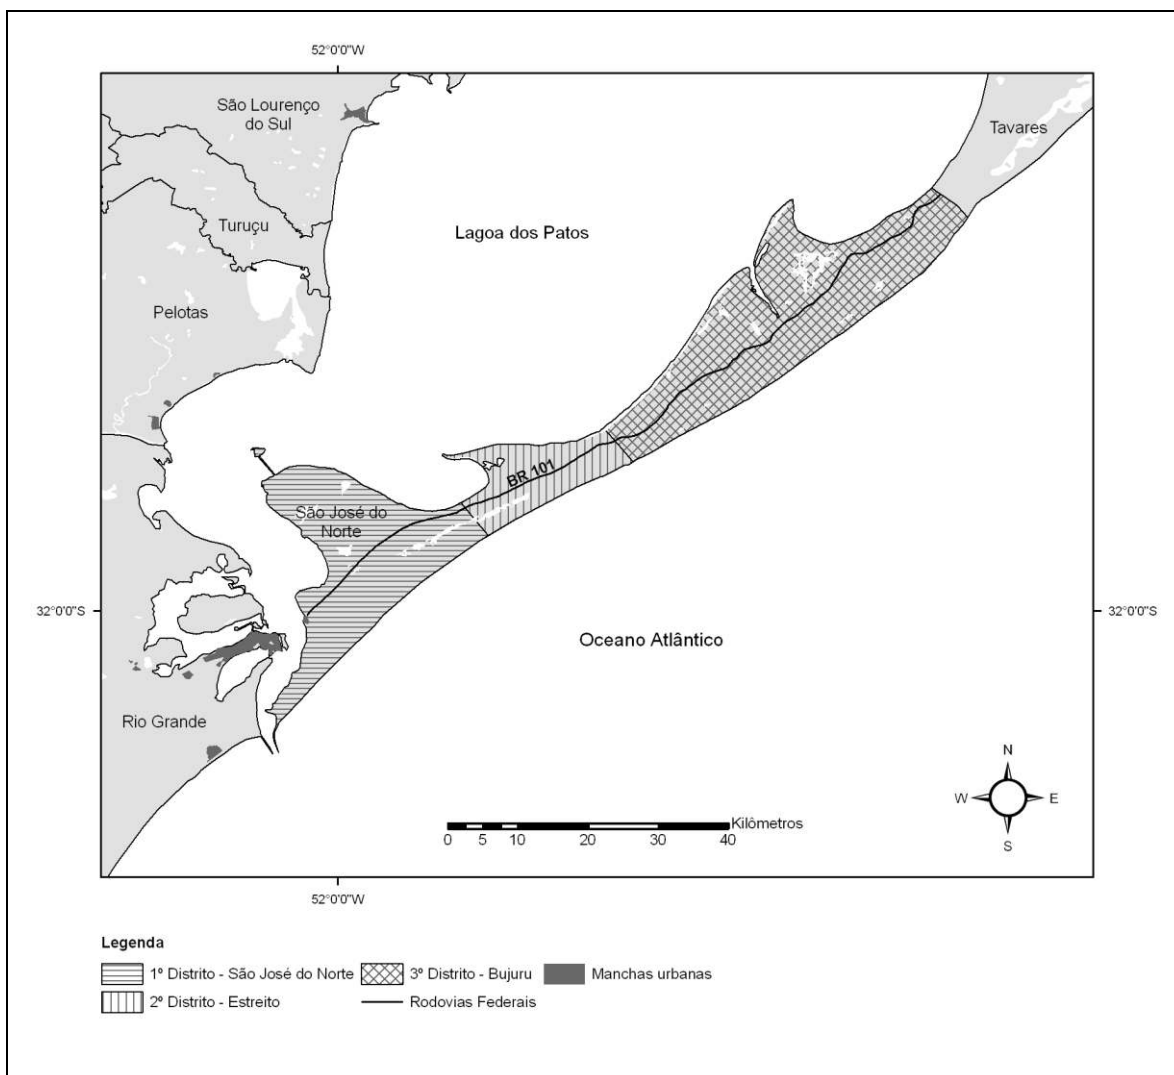 52°0'0"W
São Lourenço
do Sul
Tavares
Turuçu
Lagoa dos Patos
Pelotas
BR 101
São José do
Norte
32°0'0"S
32°0'0"S
Oceano Atlântico
Rio Grande
N
W
E
S
Kilômetros
0 5 10 20 30 40
52°0'0"W
Legenda
1º Distrito - São José do Norte
3º Distrito - Bujuru
Manchas urbanas
2º Distrito - Estreito
Rodovias Federais